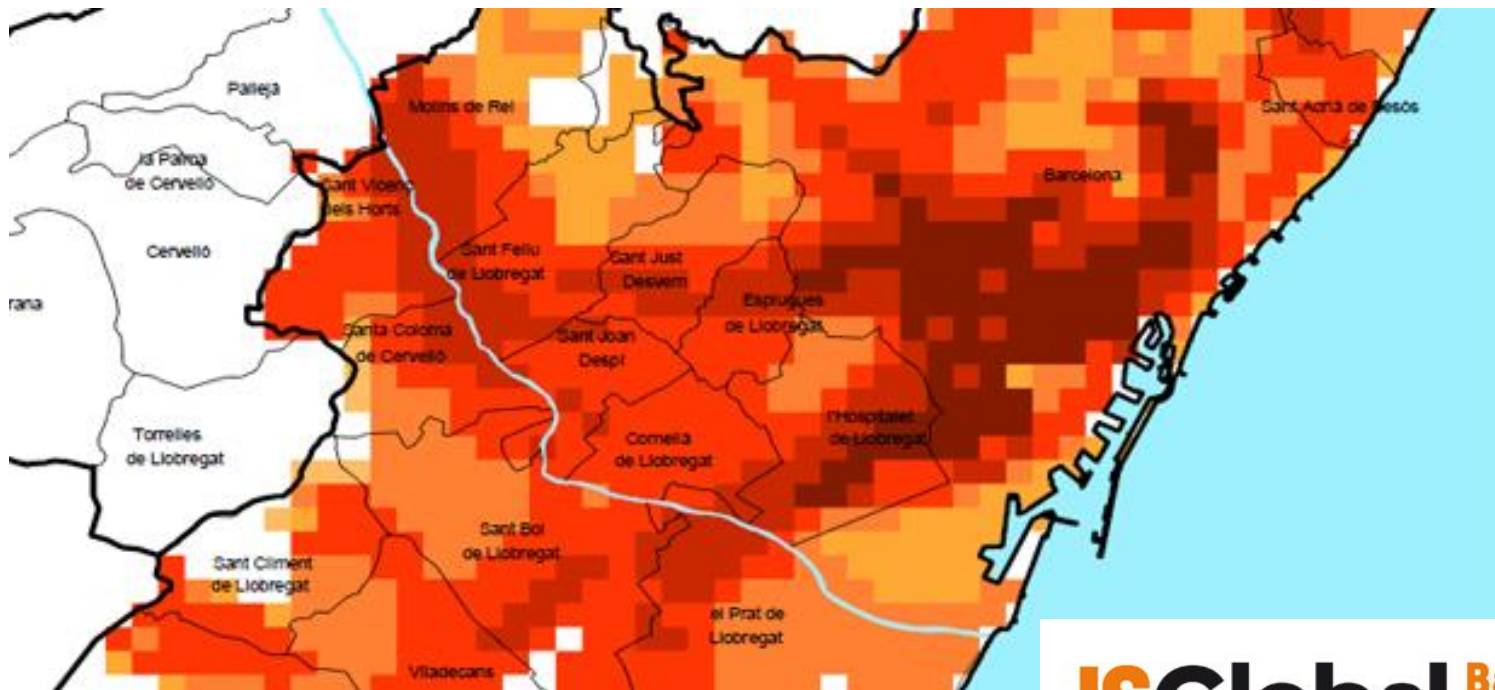 Pallejà
Molins de Rei
Sant Adrià de Besòs
la Palma
de Cervelló
Sant Vicenç
dels Horts
Barcelona
Cervelló
Sant Feliu
de Llobregat
Sant Just
Desvern
rana
Esplugues
de Llobregat
Santa Coloma
de Cervelló
Sant Joan
Despí
l'Hospitalet
de Llobregat
Torrelles
de Llobregat
Cornellà
de Llobregat
Sant Boi
de Llobregat
Sant Climent
de Llobregat
el Prat de
Llobregat
Viladecans
ISGlobal Ba